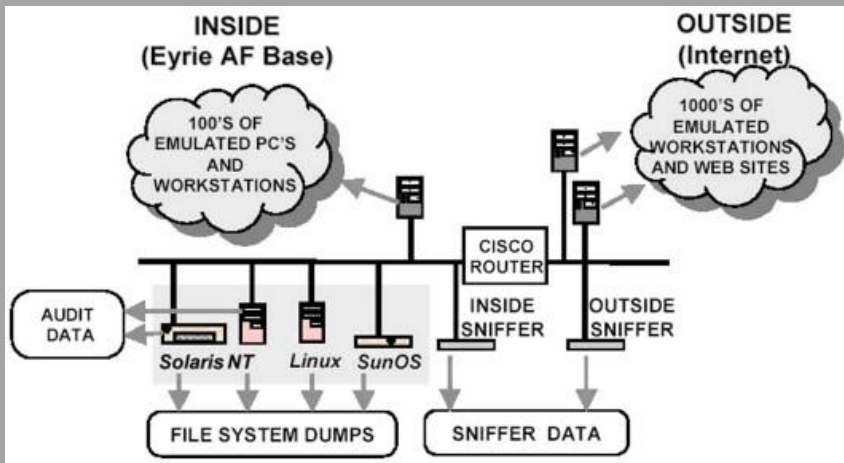 INSIDE
(Eyrie AF Base)
OUTSIDE
(Internet)
100'S OF
EMULATED PC'S
AND
WORKSTATIONS
1000'S OF
EMULATED
WORKSTATIONS
AND WEB SITES
CISCO
ROUTER
INSIDE
SNIFFER
OUTSIDE
SNIFFER
AUDIT
DATA
Solaris NT Linux SunOS
FILE SYSTEM DUMPS
SNIFFER DATA